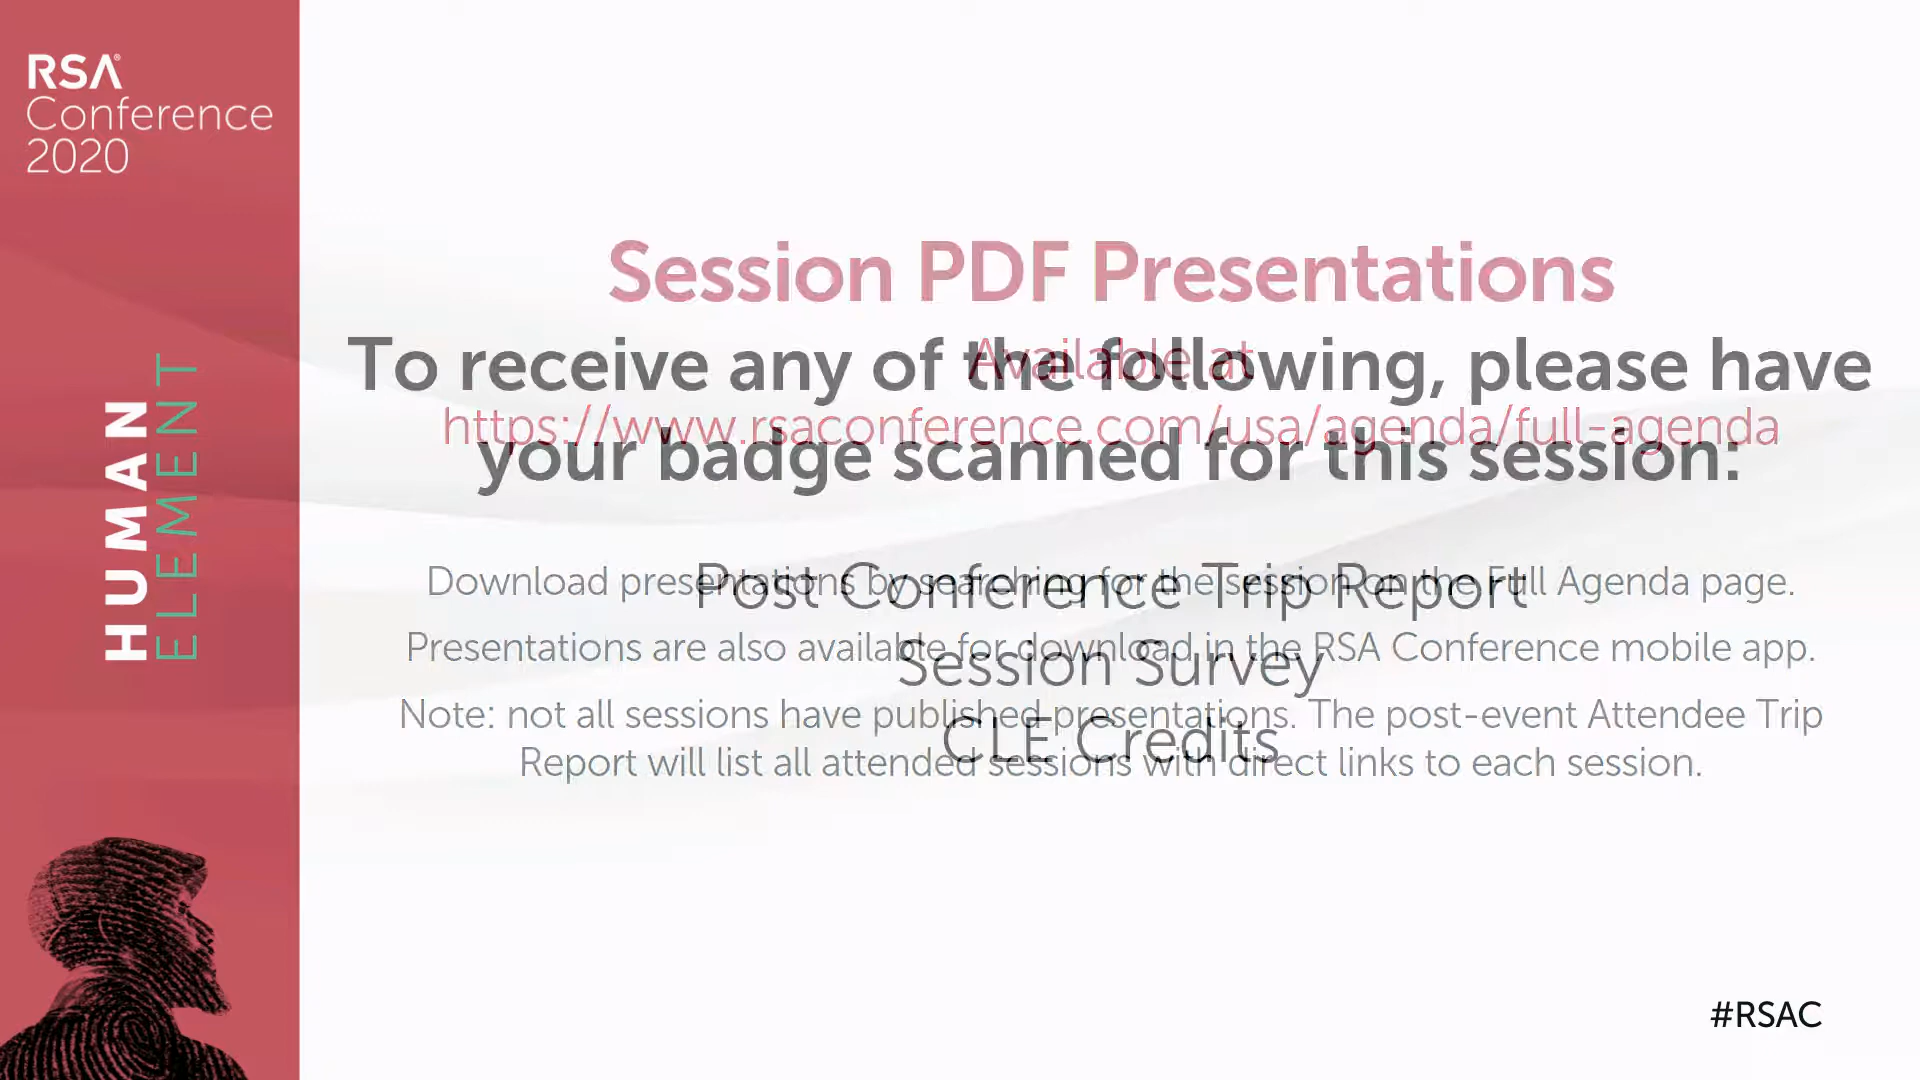 RSA
Conference
2020
HUMAN
ELEMENT
Session PDF Presentations
Available at
https://www.rsaconference.com/usa/agenda/full-agenda
Download presentations by searching for the session on the Full Agenda page.
Presentations are also available for download in the RSA Conference mobile app.
Note: not all sessions have published presentations. The post-event Attendee Trip
Report will list all attended sessions with direct links to each session.
To receive any of the following, please have
your badge scanned for this session:
Post Conference Trip Report
Session Survey
CLE Credits
#RSAC